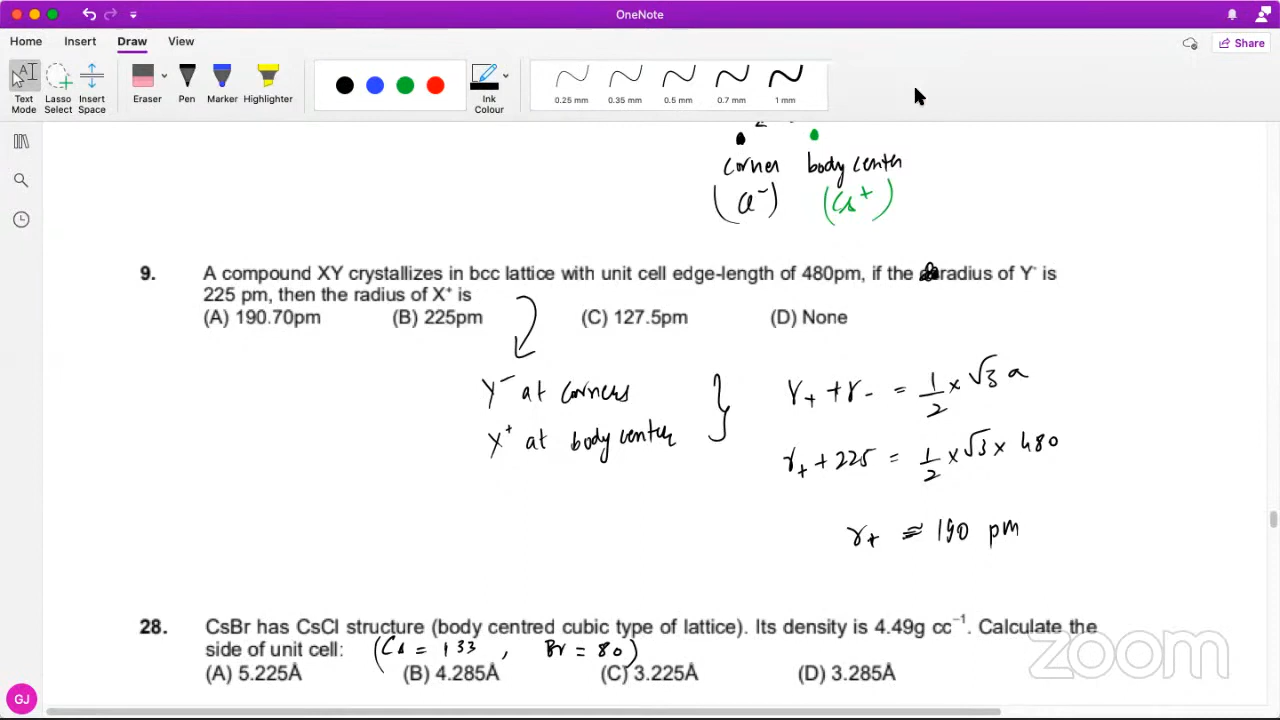 OneNote
Home Insert Draw View
Share
Text Mode
Lasso Select
Insert Space
Eraser
Pen
Marker
Highlighter
Ink Colour
0.25 mm 0.35 mm 0.5 mm 0.7 mm 1 mm
corner body center
(Cl⁻) (Cs⁺)
9. A compound XY crystallizes in bcc lattice with unit cell edge-length of 480pm, if the radius of Y⁻ is
225 pm, then the radius of X⁺ is
(A) 190.70pm (B) 225pm (C) 127.5pm (D) None
Y⁻ at corners
X⁺ at body center
r₊ + r₋ = 1/2 × √3 a
r₊ + 225 = 1/2 × √3 × 480
r₊ ≈ 190 pm
28. CsBr has CsCl structure (body centred cubic type of lattice). Its density is 4.49g cc⁻¹. Calculate the
side of unit cell: (Cs = 133, Br = 80)
(A) 5.225Å (B) 4.285Å (C) 3.225Å (D) 3.285Å
zoom
GJ